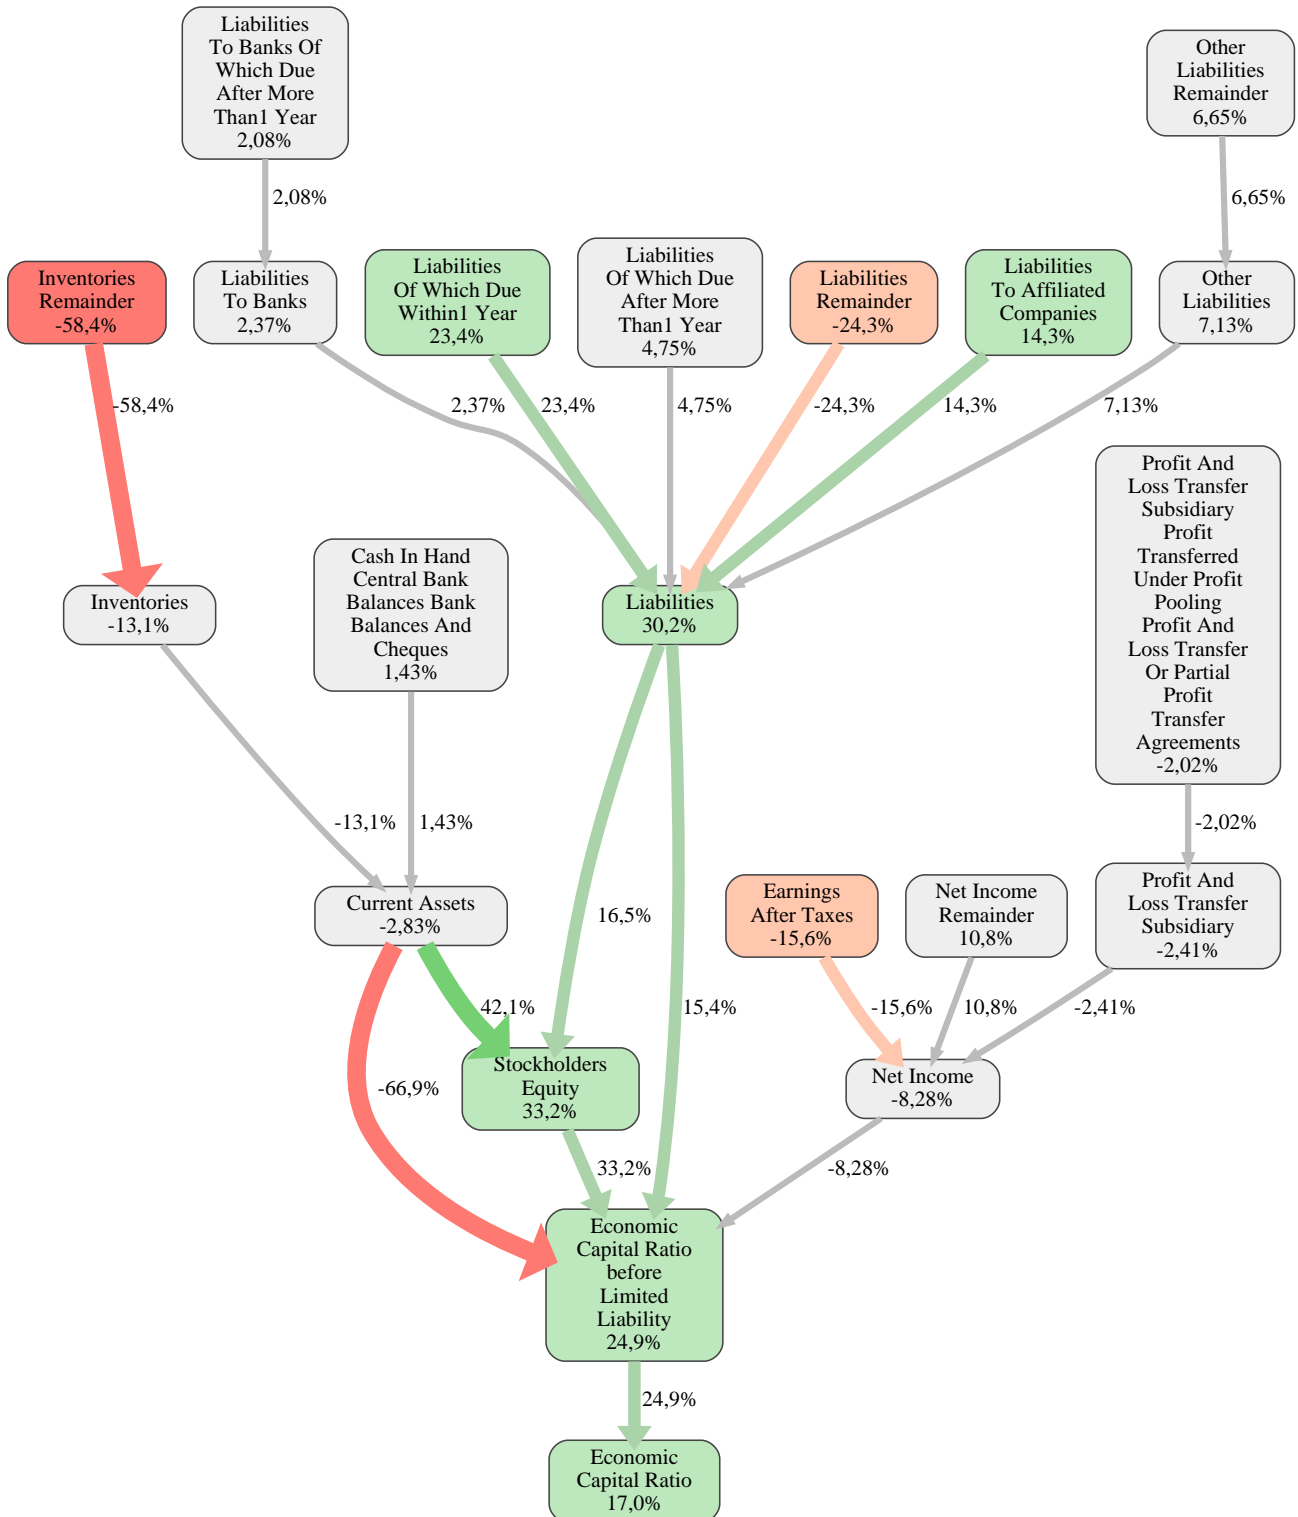 Liabilities
To Banks Of
Which Due
After More
Than1 Year
2,08%
Other
Liabilities
Remainder
6,65%
2,08%
6,65%
Inventories
Remainder
-58,4%
Liabilities
To Banks
2,37%
Liabilities
Of Which Due
Within1 Year
23,4%
Liabilities
Of Which Due
After More
Than1 Year
4,75%
Liabilities
Remainder
-24,3%
Liabilities
To Affiliated
Companies
14,3%
Other
Liabilities
7,13%
-58,4%
2,37%
23,4%
4,75%
-24,3%
14,3%
7,13%
Profit And
Loss Transfer
Subsidiary
Profit
Transferred
Under Profit
Pooling
Profit And
Loss Transfer
Or Partial
Profit
Transfer
Agreements
-2,02%
Cash In Hand
Central Bank
Balances Bank
Balances And
Cheques
1,43%
Inventories
-13,1%
Liabilities
30,2%
-13,1%
1,43%
-2,02%
Current Assets
-2,83%
16,5%
Earnings
After Taxes
-15,6%
Net Income
Remainder
10,8%
Profit And
Loss Transfer
Subsidiary
-2,41%
42,1%
15,4%
-15,6%
10,8%
-2,41%
-66,9%
Stockholders
Equity
33,2%
Net Income
-8,28%
33,2%
-8,28%
Economic
Capital Ratio
before
Limited
Liability
24,9%
24,9%
Economic
Capital Ratio
17,0%